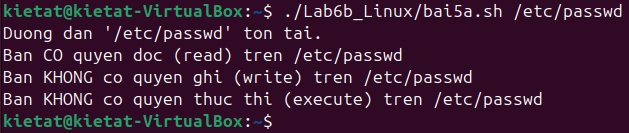 kietat@kietat-VirtualBox:~$ ./Lab6b_Linux/bai5a.sh /etc/passwd
Duong dan '/etc/passwd' ton tai.
Ban CO quyen doc (read) tren /etc/passwd
Ban KHONG co quyen ghi (write) tren /etc/passwd
Ban KHONG co quyen thuc thi (execute) tren /etc/passwd
kietat@kietat-VirtualBox:~$